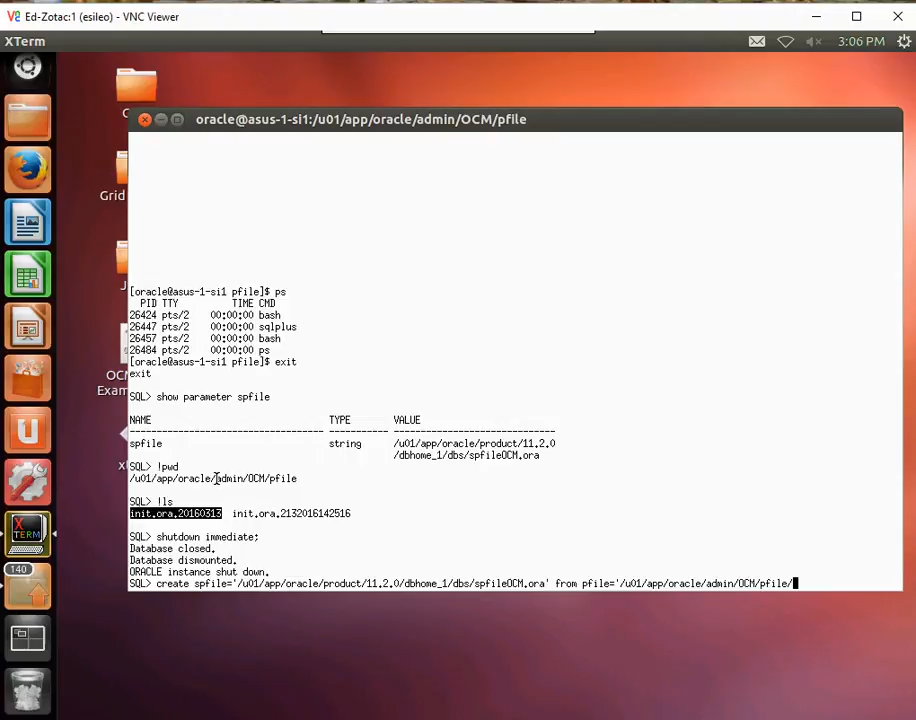 Ed-Zotac:1 (esileo) - VNC Viewer
XTerm
3:06 PM
oracle@asus-1-si1:/u01/app/oracle/admin/OCM/pfile
Grid
OC
Exam
[oracle@asus-1-si1 pfile]$ ps
PID TTY TIME CMD
26424 pts/2 00:00:00 bash
26447 pts/2 00:00:00 sqlplus
26457 pts/2 00:00:00 bash
26484 pts/2 00:00:00 ps
[oracle@asus-1-si1 pfile]$ exit
exit
SQL> show parameter spfile
NAME TYPE VALUE
------------------------------------ ----------- ------------------------------
spfile string /u01/app/oracle/product/11.2.0
/dbhome_1/dbs/spfileOCM.ora
SQL> !pwd
/u01/app/oracle/admin/OCM/pfile
SQL> !ls
init.ora.20160313 init.ora.2132016142516
SQL> shutdown immediate;
Database closed.
Database dismounted.
ORACLE instance shut down.
SQL> create spfile='/u01/app/oracle/product/11.2.0/dbhome_1/dbs/spfileOCM.ora' from pfile='/u01/app/oracle/admin/OCM/pfile/
X TERM
140